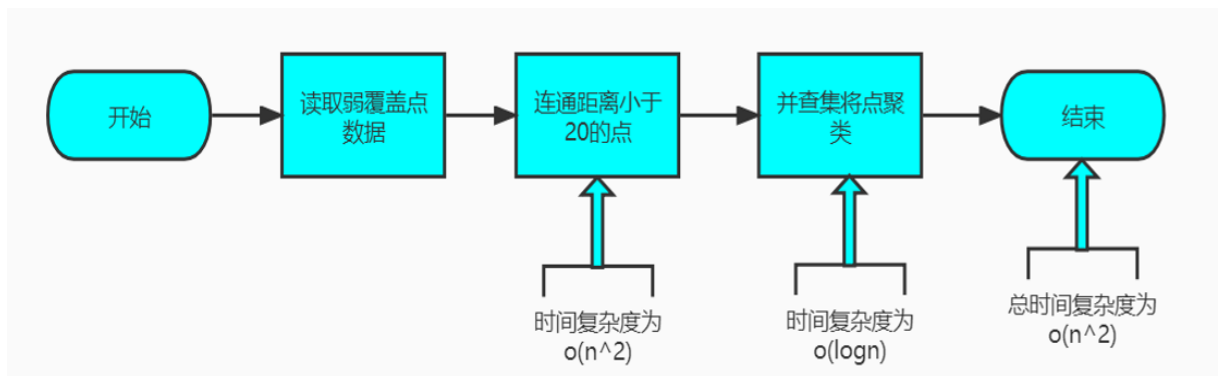 开始
读取弱覆盖点
数据
连通距离小于
20的点
并查集将点聚
类
结束
时间复杂度为
o(n^2)
时间复杂度为
o(logn)
总时间复杂度为
o(n^2)